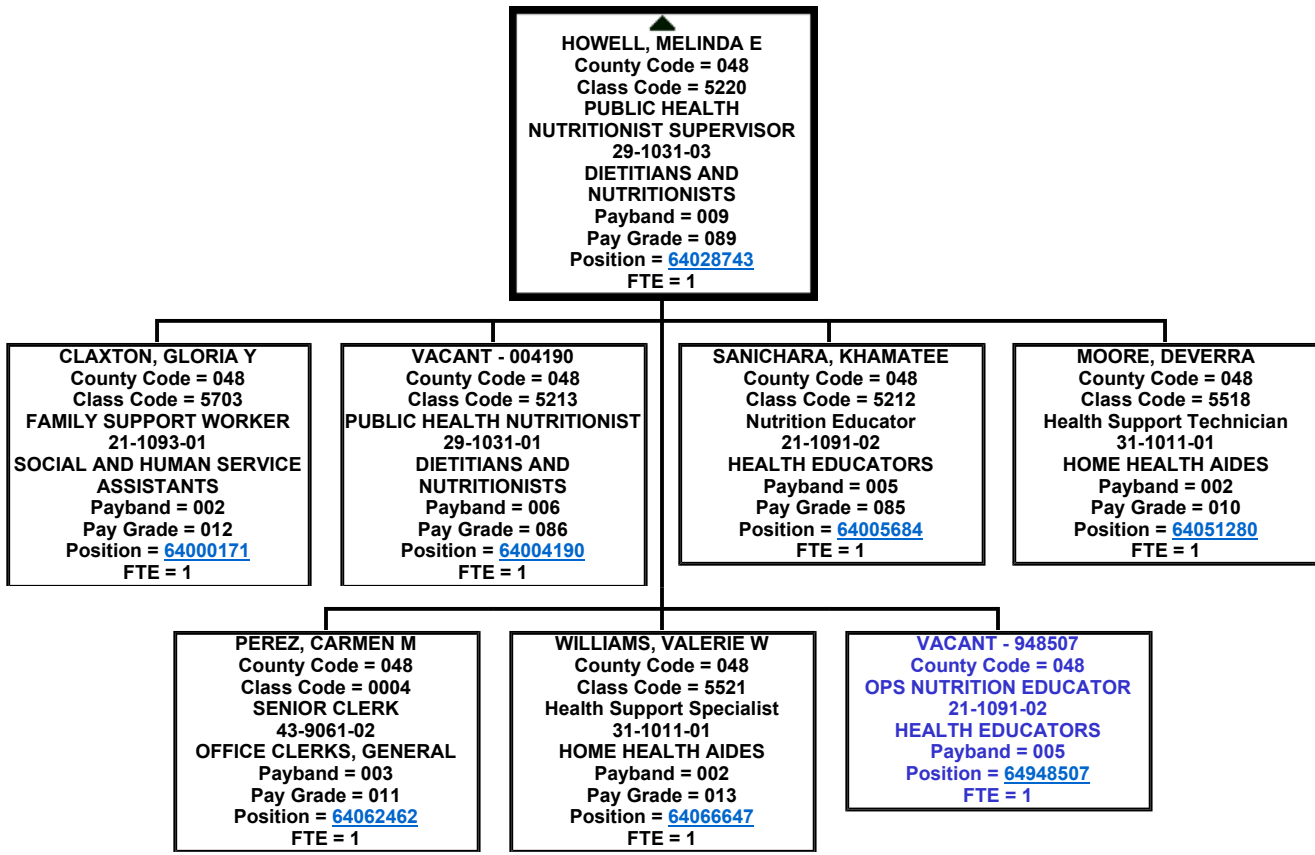 HOWELL, MELINDA E
County Code = 048
Class Code = 5220
PUBLIC HEALTH
NUTRITIONIST SUPERVISOR
29-1031-03
DIETITIANS AND
NUTRITIONISTS
Payband = 009
Pay Grade = 089
Position = 64028743
FTE = 1
CLAXTON, GLORIA Y
County Code = 048
Class Code = 5703
FAMILY SUPPORT WORKER
21-1093-01
SOCIAL AND HUMAN SERVICE
ASSISTANTS
Payband = 002
Pay Grade = 012
Position = 64000171
FTE = 1
VACANT - 004190
County Code = 048
Class Code = 5213
PUBLIC HEALTH NUTRITIONIST
29-1031-01
DIETITIANS AND
NUTRITIONISTS
Payband = 006
Pay Grade = 086
Position = 64004190
FTE = 1
SANICHARA, KHAMATEE
County Code = 048
Class Code = 5212
Nutrition Educator
21-1091-02
HEALTH EDUCATORS
Payband = 005
Pay Grade = 085
Position = 64005684
FTE = 1
MOORE, DEVERRA
County Code = 048
Class Code = 5518
Health Support Technician
31-1011-01
HOME HEALTH AIDES
Payband = 002
Pay Grade = 010
Position = 64051280
FTE = 1
PEREZ, CARMEN M
County Code = 048
Class Code = 0004
SENIOR CLERK
43-9061-02
OFFICE CLERKS, GENERAL
Payband = 003
Pay Grade = 011
Position = 64062462
FTE = 1
WILLIAMS, VALERIE W
County Code = 048
Class Code = 5521
Health Support Specialist
31-1011-01
HOME HEALTH AIDES
Payband = 002
Pay Grade = 013
Position = 64066647
FTE = 1
VACANT - 948507
County Code = 048
OPS NUTRITION EDUCATOR
21-1091-02
HEALTH EDUCATORS
Payband = 005
Position = 64948507
FTE = 1